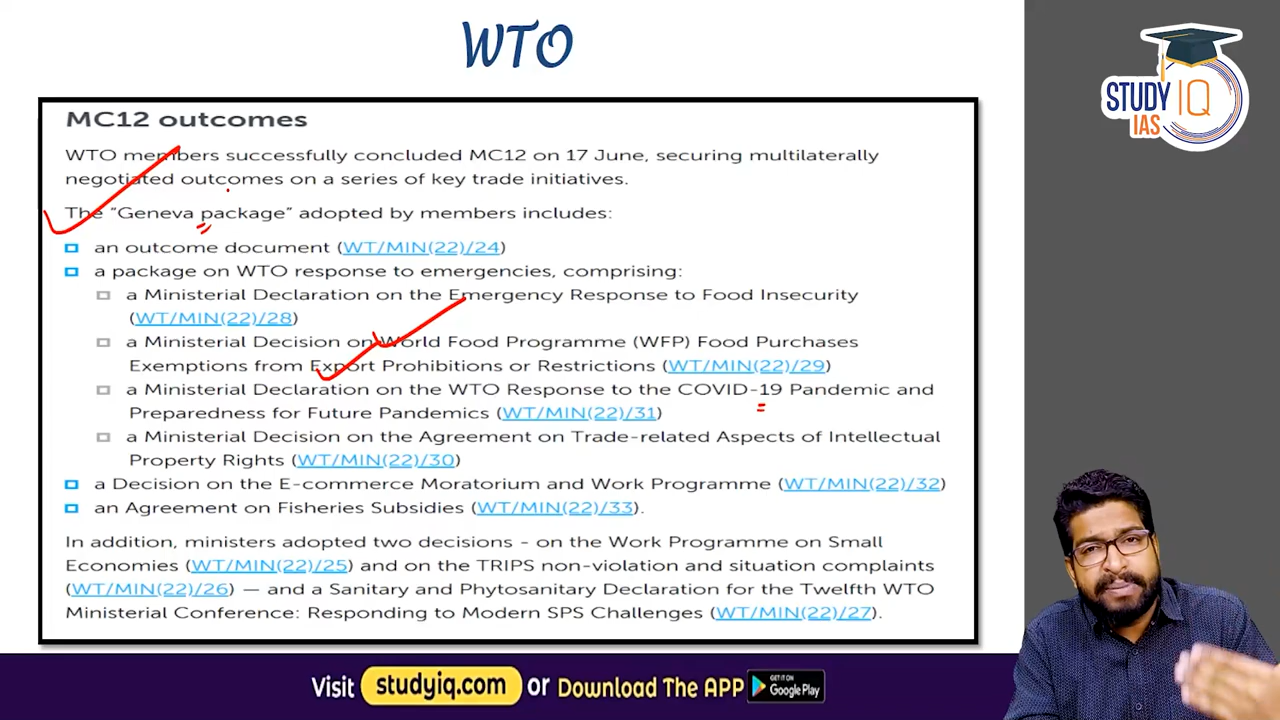 WTO
STUDY IQ
IAS
MC12 outcomes
WTO members successfully concluded MC12 on 17 June, securing multilaterally
negotiated outcomes on a series of key trade initiatives.
The "Geneva package" adopted by members includes:
an outcome document (WT/MIN(22)/24)
a package on WTO response to emergencies, comprising:
a Ministerial Declaration on the Emergency Response to Food Insecurity
(WT/MIN(22)/28)
a Ministerial Decision on World Food Programme (WFP) Food Purchases
Exemptions from Export Prohibitions or Restrictions (WT/MIN(22)/29)
a Ministerial Declaration on the WTO Response to the COVID-19 Pandemic and
Preparedness for Future Pandemics (WT/MIN(22)/31)
a Ministerial Decision on the Agreement on Trade-related Aspects of Intellectual
Property Rights (WT/MIN(22)/30)
a Decision on the E-commerce Moratorium and Work Programme (WT/MIN(22)/32)
an Agreement on Fisheries Subsidies (WT/MIN(22)/33).
In addition, ministers adopted two decisions - on the Work Programme on Small
Economies (WT/MIN(22)/25) and on the TRIPS non-violation and situation complaints
(WT/MIN(22)/26) — and a Sanitary and Phytosanitary Declaration for the Twelfth WTO
Ministerial Conference: Responding to Modern SPS Challenges (WT/MIN(22)/27).
Visit studyiq.com or Download The APP GET IT ON Google Play